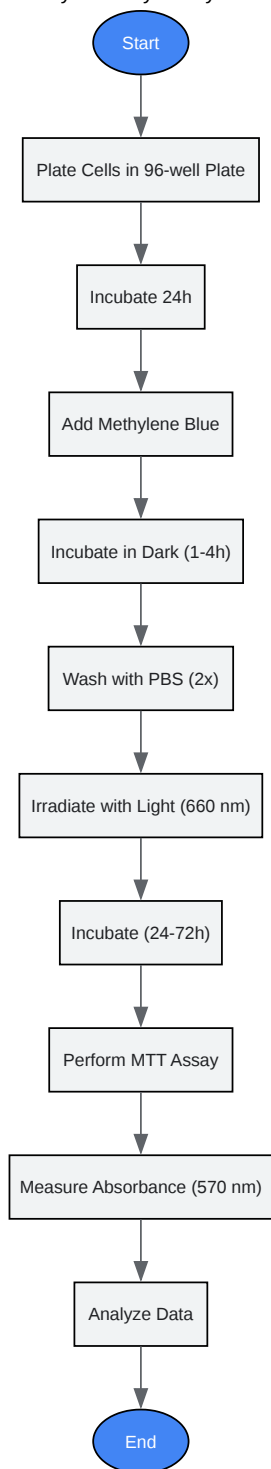 Start
Plate Cells in 96-well Plate
Incubate 24h
Add Methylene Blue
Incubate in Dark (1-4h)
Wash with PBS (2x)
Irradiate with Light (660 nm)
Incubate (24-72h)
Perform MTT Assay
Measure Absorbance (570 nm)
Analyze Data
End